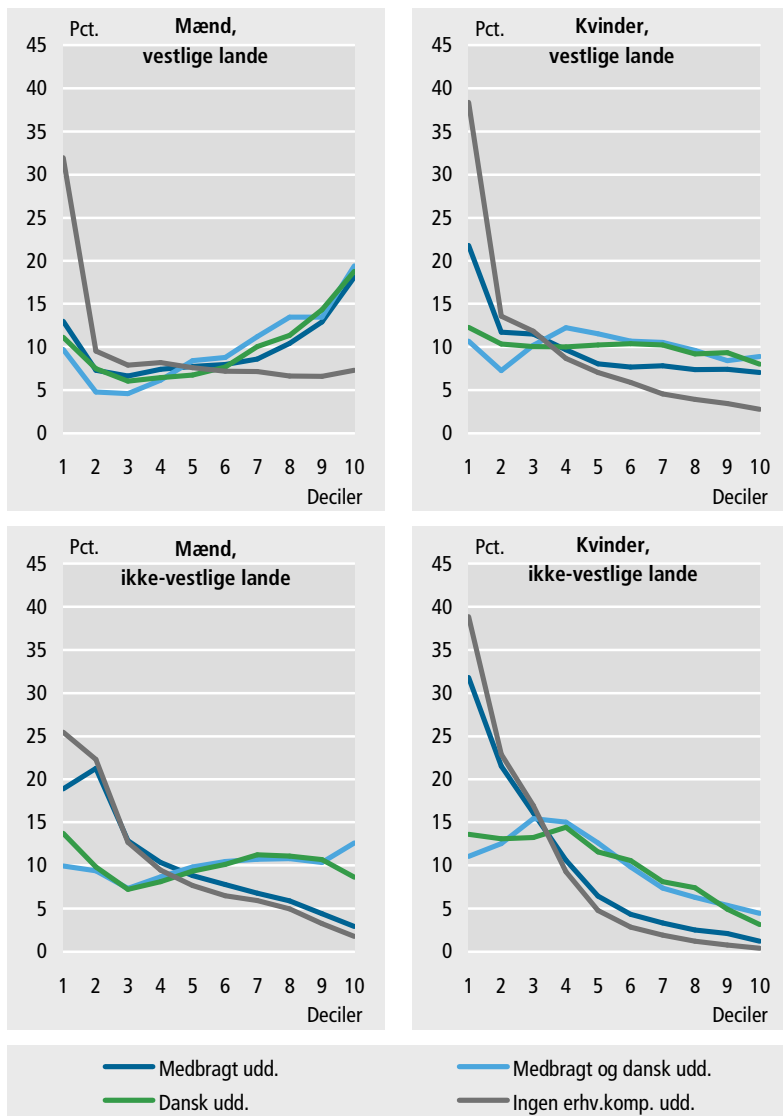 Pct.
Mænd,
vestlige lande
45
40
35
30
25
20
15
10
5
0
1 2 3 4 5 6 7 8 9 10
Deciler
Pct.
Kvinder,
vestlige lande
45
40
35
30
25
20
15
10
5
0
1 2 3 4 5 6 7 8 9 10
Deciler
Pct.
Mænd,
ikke-vestlige lande
45
40
35
30
25
20
15
10
5
0
1 2 3 4 5 6 7 8 9 10
Deciler
Pct.
Kvinder,
ikke-vestlige lande
45
40
35
30
25
20
15
10
5
0
1 2 3 4 5 6 7 8 9 10
Deciler
Medbragt udd.
Medbragt og dansk udd.
Dansk udd.
Ingen erhv.komp. udd.